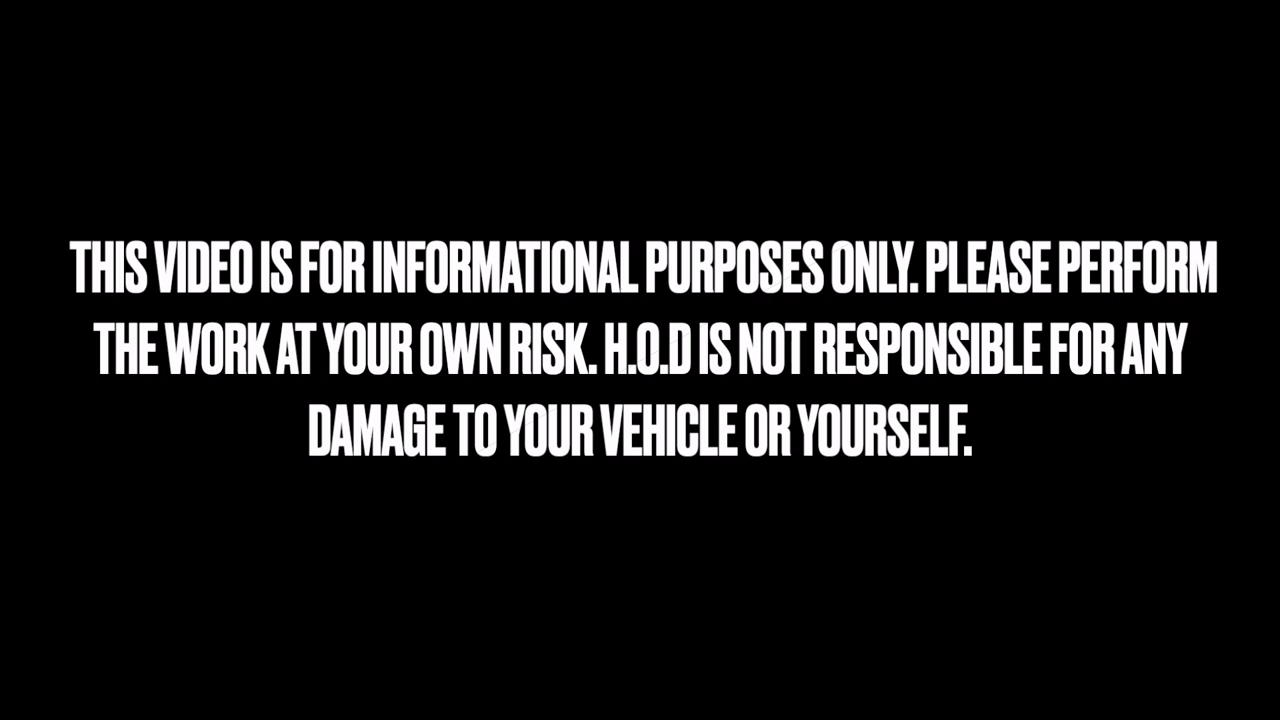 THIS VIDEO IS FOR INFORMATIONAL PURPOSES ONLY. PLEASE PERFORM
THE WORK AT YOUR OWN RISK. H.O.D IS NOT RESPONSIBLE FOR ANY
DAMAGE TO YOUR VEHICLE OR YOURSELF.